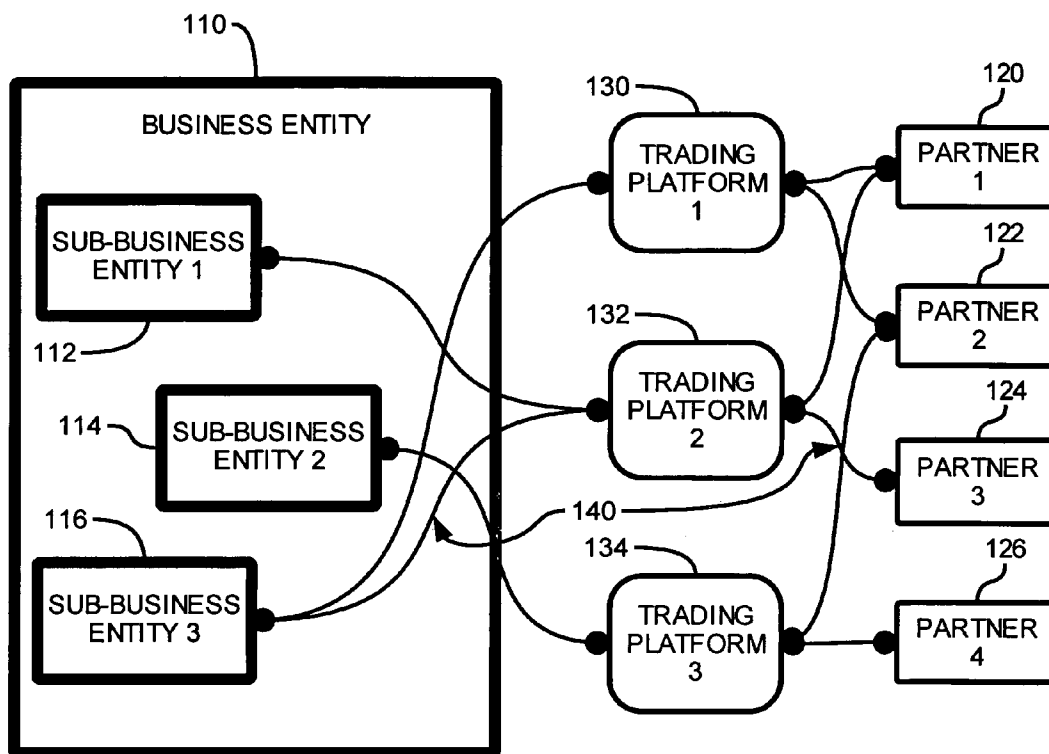 110
BUSINESS ENTITY
SUB-BUSINESS
ENTITY 1
112
114
SUB-BUSINESS
ENTITY 2
116
SUB-BUSINESS
ENTITY 3
130
TRADING
PLATFORM
1
132
TRADING
PLATFORM
2
140
134
TRADING
PLATFORM
3
120
PARTNER
1
122
PARTNER
2
124
PARTNER
3
126
PARTNER
4